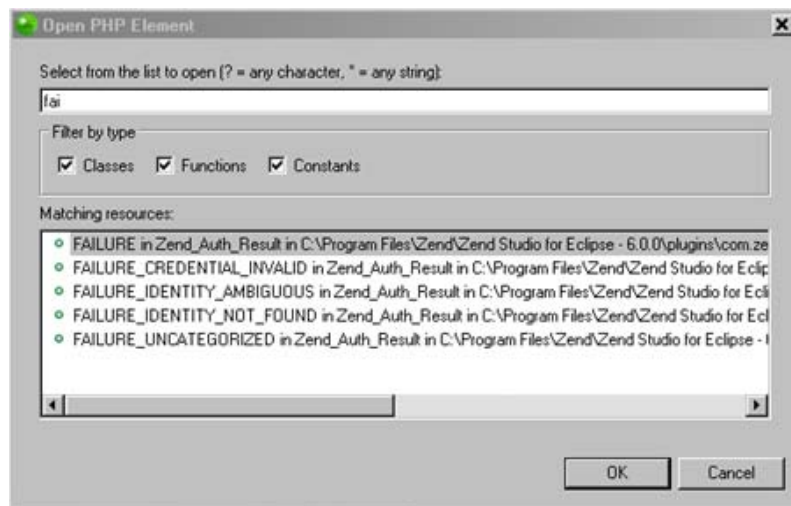 Open PHP Element
Select from the list to open (? = any character, * = any string):
fai
Filter by type
Classes Functions Constants
Matching resources:
FAILURE in Zend_Auth_Result in C:\Program Files\Zend\Zend Studio for Eclipse - 6.0.0\plugins\com.ze
FAILURE_CREDENTIAL_INVALID in Zend_Auth_Result in C:\Program Files\Zend\Zend Studio for Eclip
FAILURE_IDENTITY_AMBIGUOUS in Zend_Auth_Result in C:\Program Files\Zend\Zend Studio for Ecli
FAILURE_IDENTITY_NOT_FOUND in Zend_Auth_Result in C:\Program Files\Zend\Zend Studio for Ecl
FAILURE_UNCATEGORIZED in Zend_Auth_Result in C:\Program Files\Zend\Zend Studio for Eclipse -
OK Cancel